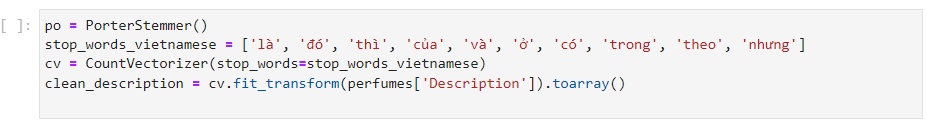 [ ]:
po = PorterStemmer()
stop_words_vietnamese = ['là', 'đó', 'thì', 'của', 'và', 'ở', 'có', 'trong', 'theo', 'nhưng']
cv = CountVectorizer(stop_words=stop_words_vietnamese)
clean_description = cv.fit_transform(perfumes['Description']).toarray()